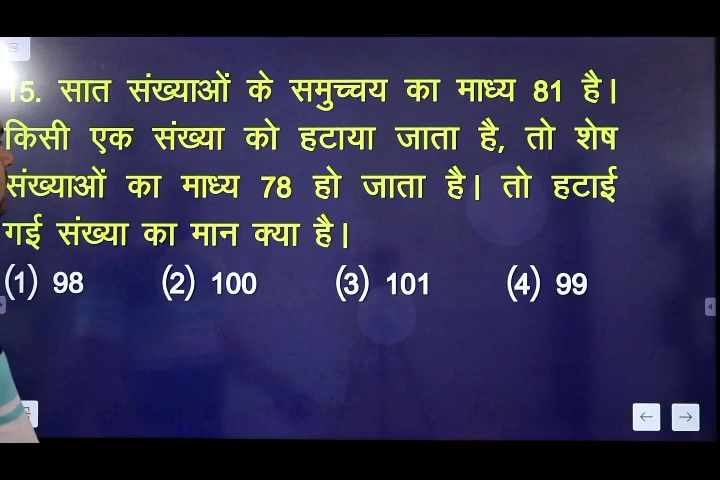 15. सात संख्याओं के समुच्चय का माध्य 81 है।
किसी एक संख्या को हटाया जाता है, तो शेष
संख्याओं का माध्य 78 हो जाता है। तो हटाई
गई संख्या का मान क्या है।
(1) 98 (2) 100 (3) 101 (4) 99